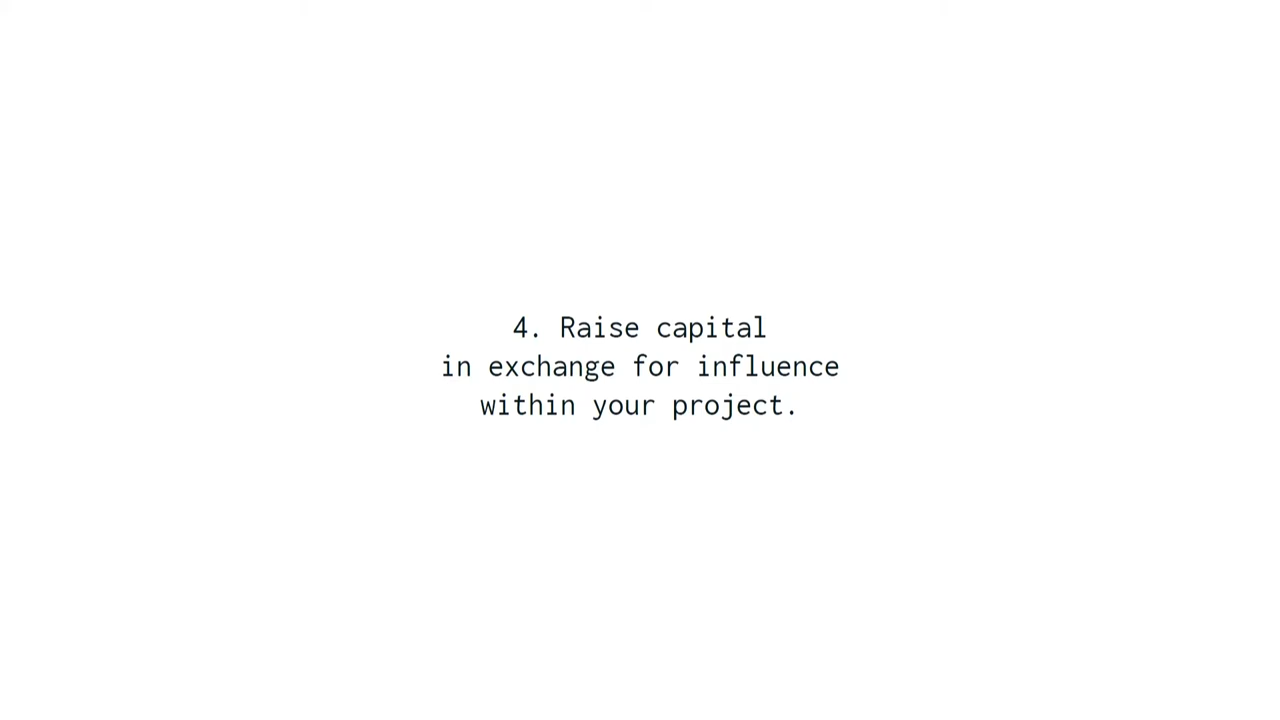 4. Raise capital
in exchange for influence
within your project.